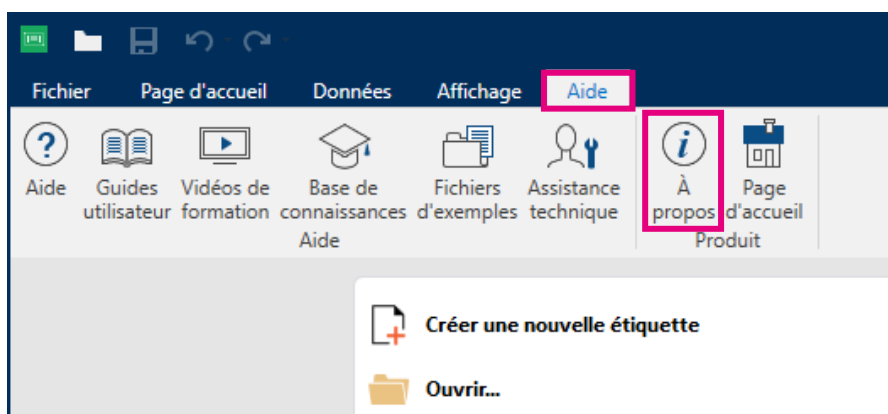 Fichier Page d'accueil Données Affichage Aide
Aide Guides Vidéos de Base de Fichiers Assistance À Page
utilisateur formation connaissances d'exemples technique propos d'accueil
Aide Produit
Créer une nouvelle étiquette
Ouvrir...